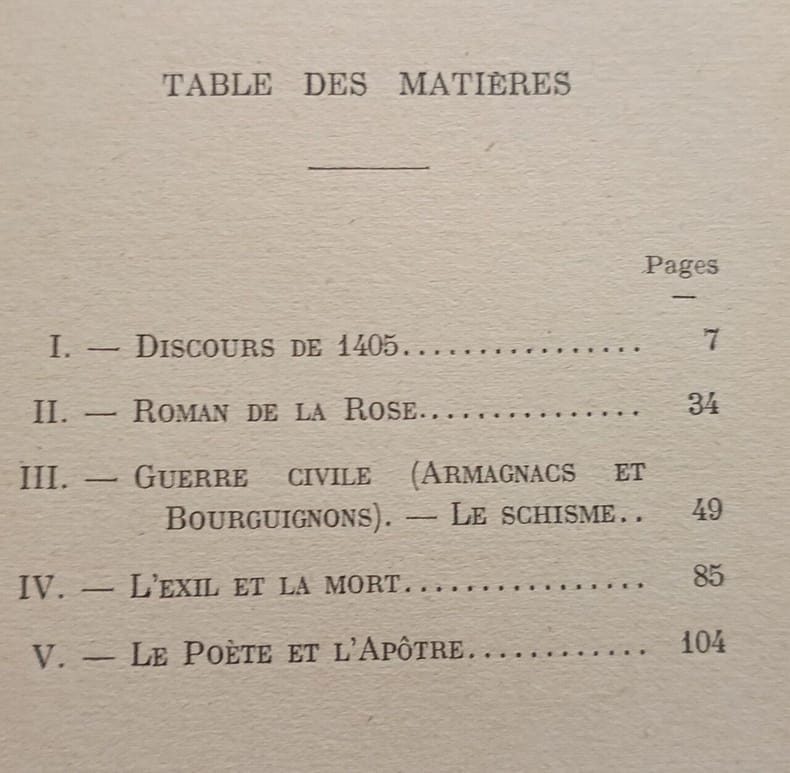 TABLE DES MATIÈRES
Pages
I. — DISCOURS DE 1405................ 7
II. — ROMAN DE LA ROSE............... 34
III. — GUERRE CIVILE (ARMAGNACS ET
BOURGUIGNONS). — LE SCHISME.. 49
IV. — L'EXIL ET LA MORT................ 85
V. — LE POÈTE ET L'APÔTRE............ 104